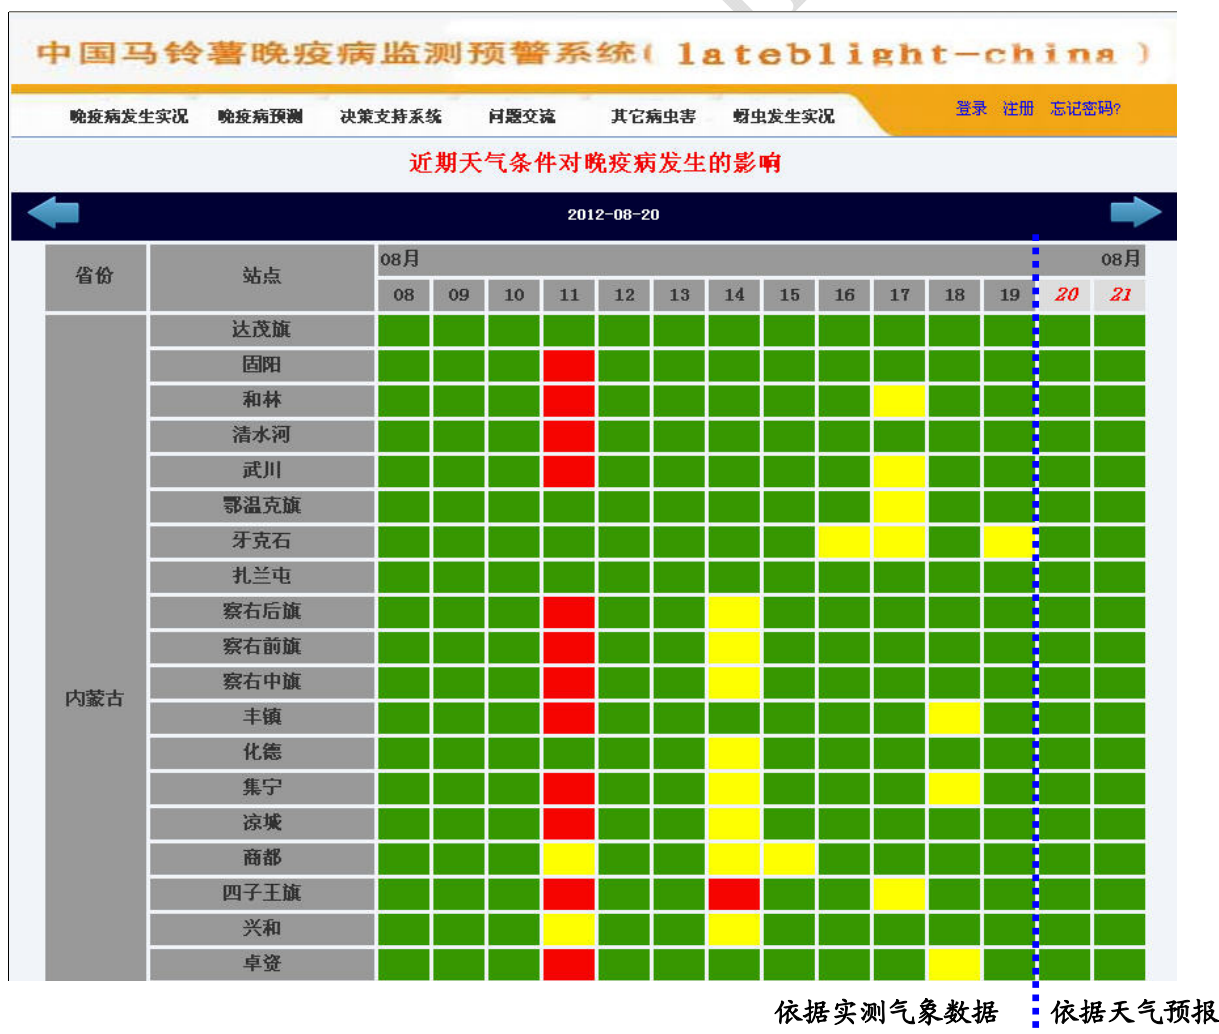 中国马铃薯晚疫病监测预警系统( lateblight-china )
晚疫病发生实况 晚疫病预测 决策支持系统 问题交流 其它病虫害 蚜虫发生实况 登录 注册 忘记密码?
近期天气条件对晚疫病发生的影响
2012-08-20
省份 站点 08月 08月
08 09 10 11 12 13 14 15 16 17 18 19 20 21
内蒙古
达茂旗
固阳
和林
清水河
武川
鄂温克旗
牙克石
扎兰屯
察右后旗
察右前旗
察右中旗
丰镇
化德
集宁
凉城
商都
四子王旗
兴和
卓资
依据实测气象数据 依据天气预报